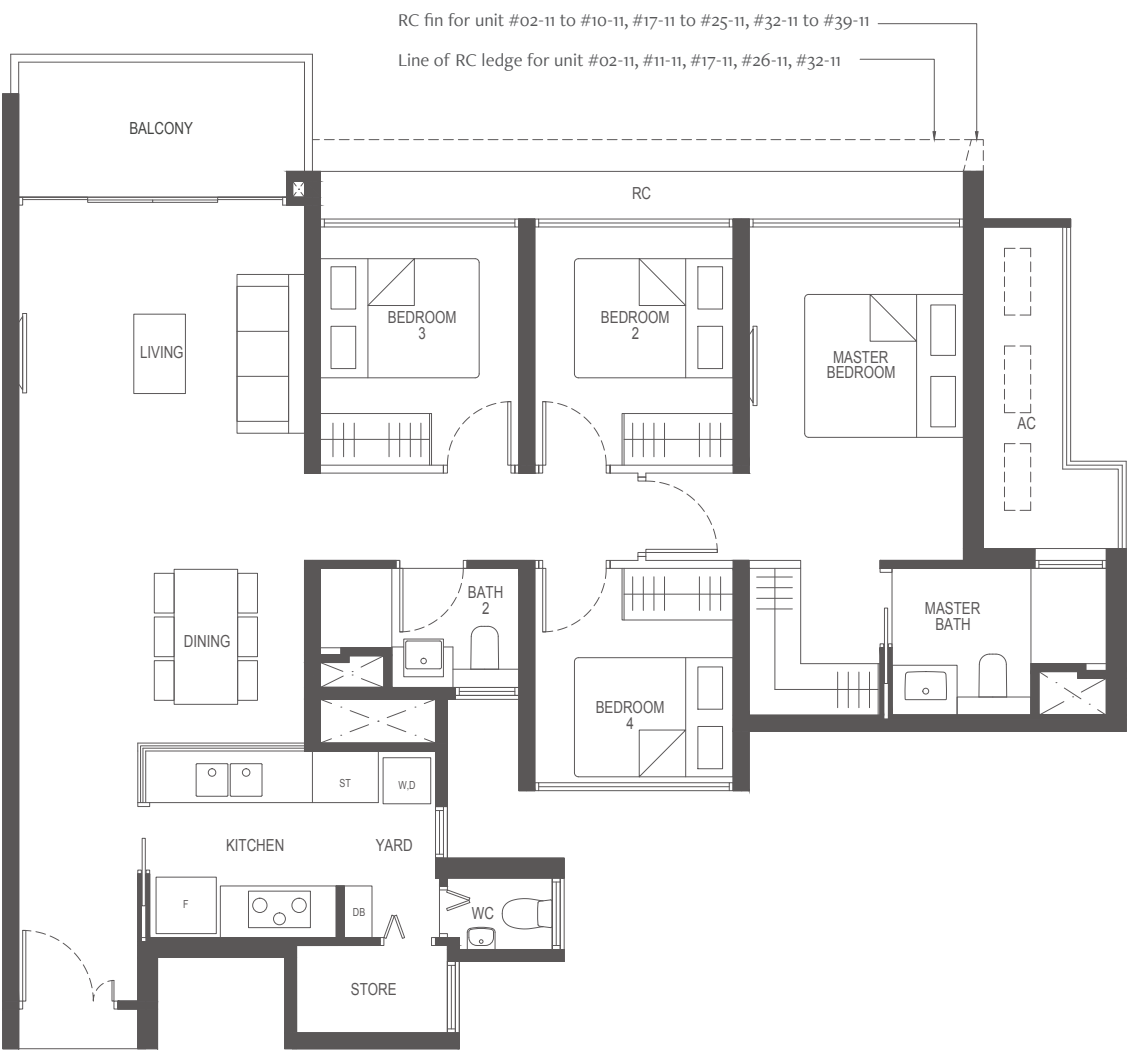 RC fin for unit #02-11 to #10-11, #17-11 to #25-11, #32-11 to #39-11
Line of RC ledge for unit #02-11, #11-11, #17-11, #26-11, #32-11
BALCONY
RC
BEDROOM
3
BEDROOM
2
LIVING
MASTER
BEDROOM
AC
BATH
2
MASTER
BATH
DINING
BEDROOM
4
ST
W,D
KITCHEN
YARD
F
DB
WC
STORE